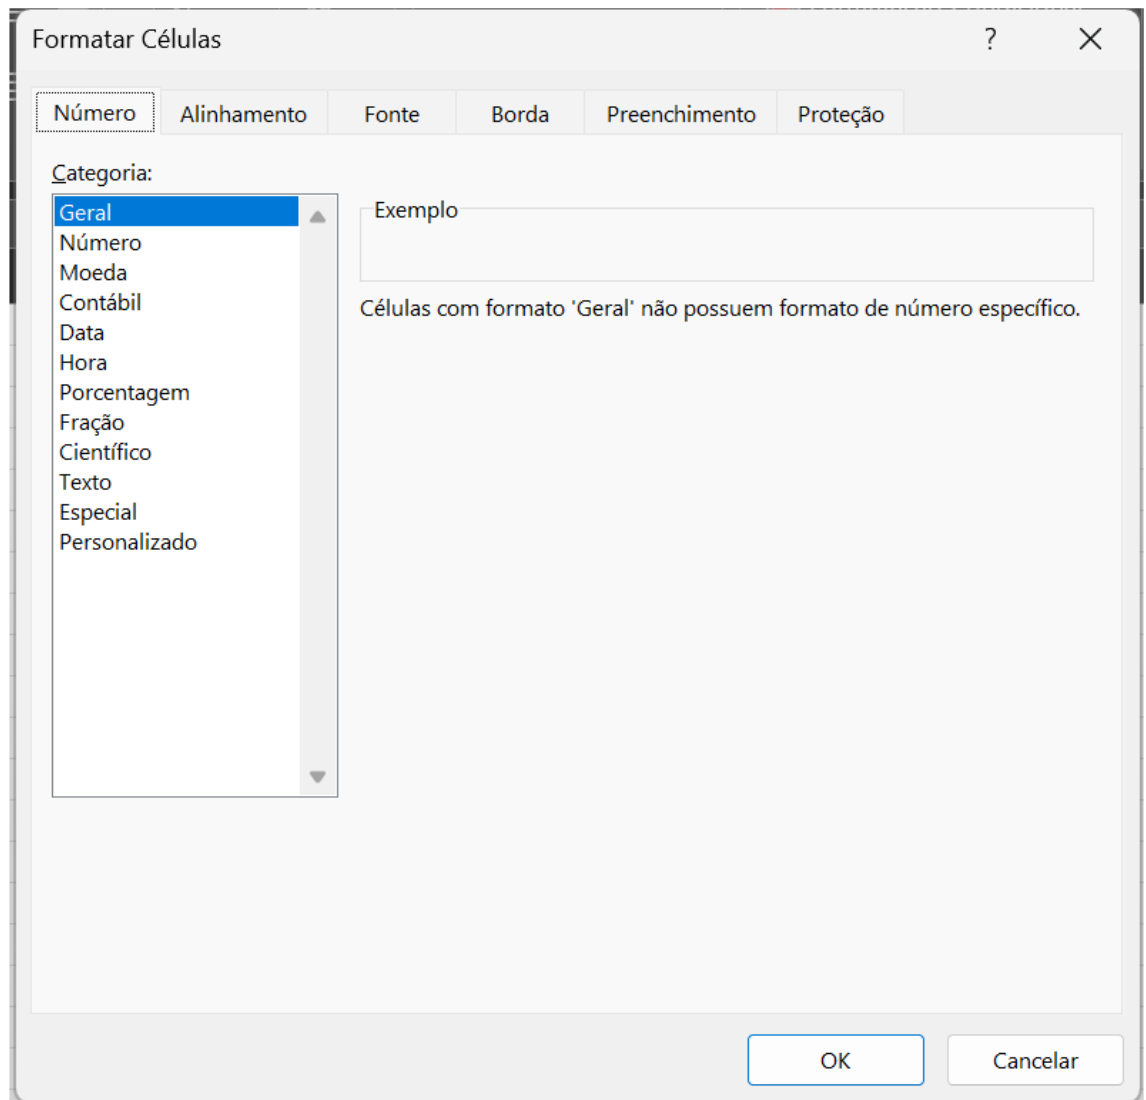 Formatar Células ?
Número Alinhamento Fonte Borda Preenchimento Proteção
Categoria:
Geral
Número
Moeda
Contábil
Data
Hora
Porcentagem
Fração
Científico
Texto
Especial
Personalizado
Exemplo
Células com formato 'Geral' não possuem formato de número específico.
OK Cancelar